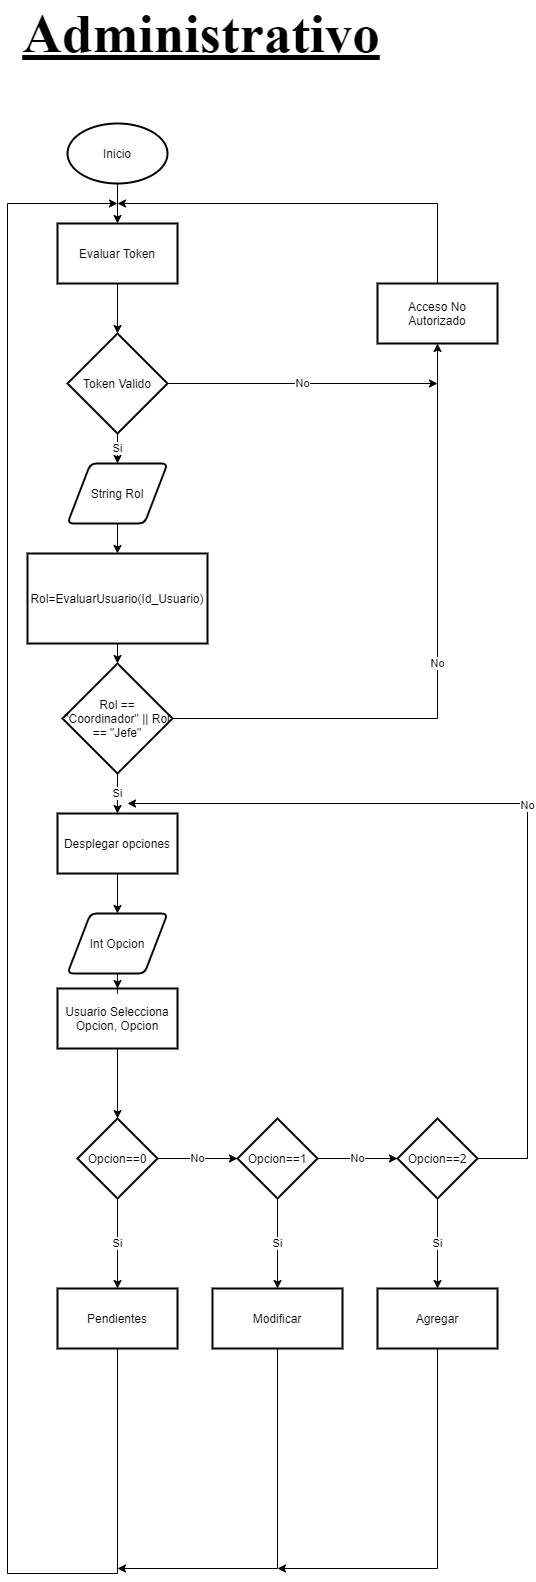 Administrativo
Inicio
Evaluar Token
Acceso No
Autorizado
Token Valido
No
Si
String Rol
Rol=EvaluarUsuario(Id_Usuario)
No
Rol ==
"Coordinador" || Rol
== "Jefe"
Si
No
Desplegar opciones
Int Opcion
Usuario Selecciona
Opcion, Opcion
Opcion==0
No
Opcion==1
No
Opcion==2
Si
Si
Si
Pendientes
Modificar
Agregar